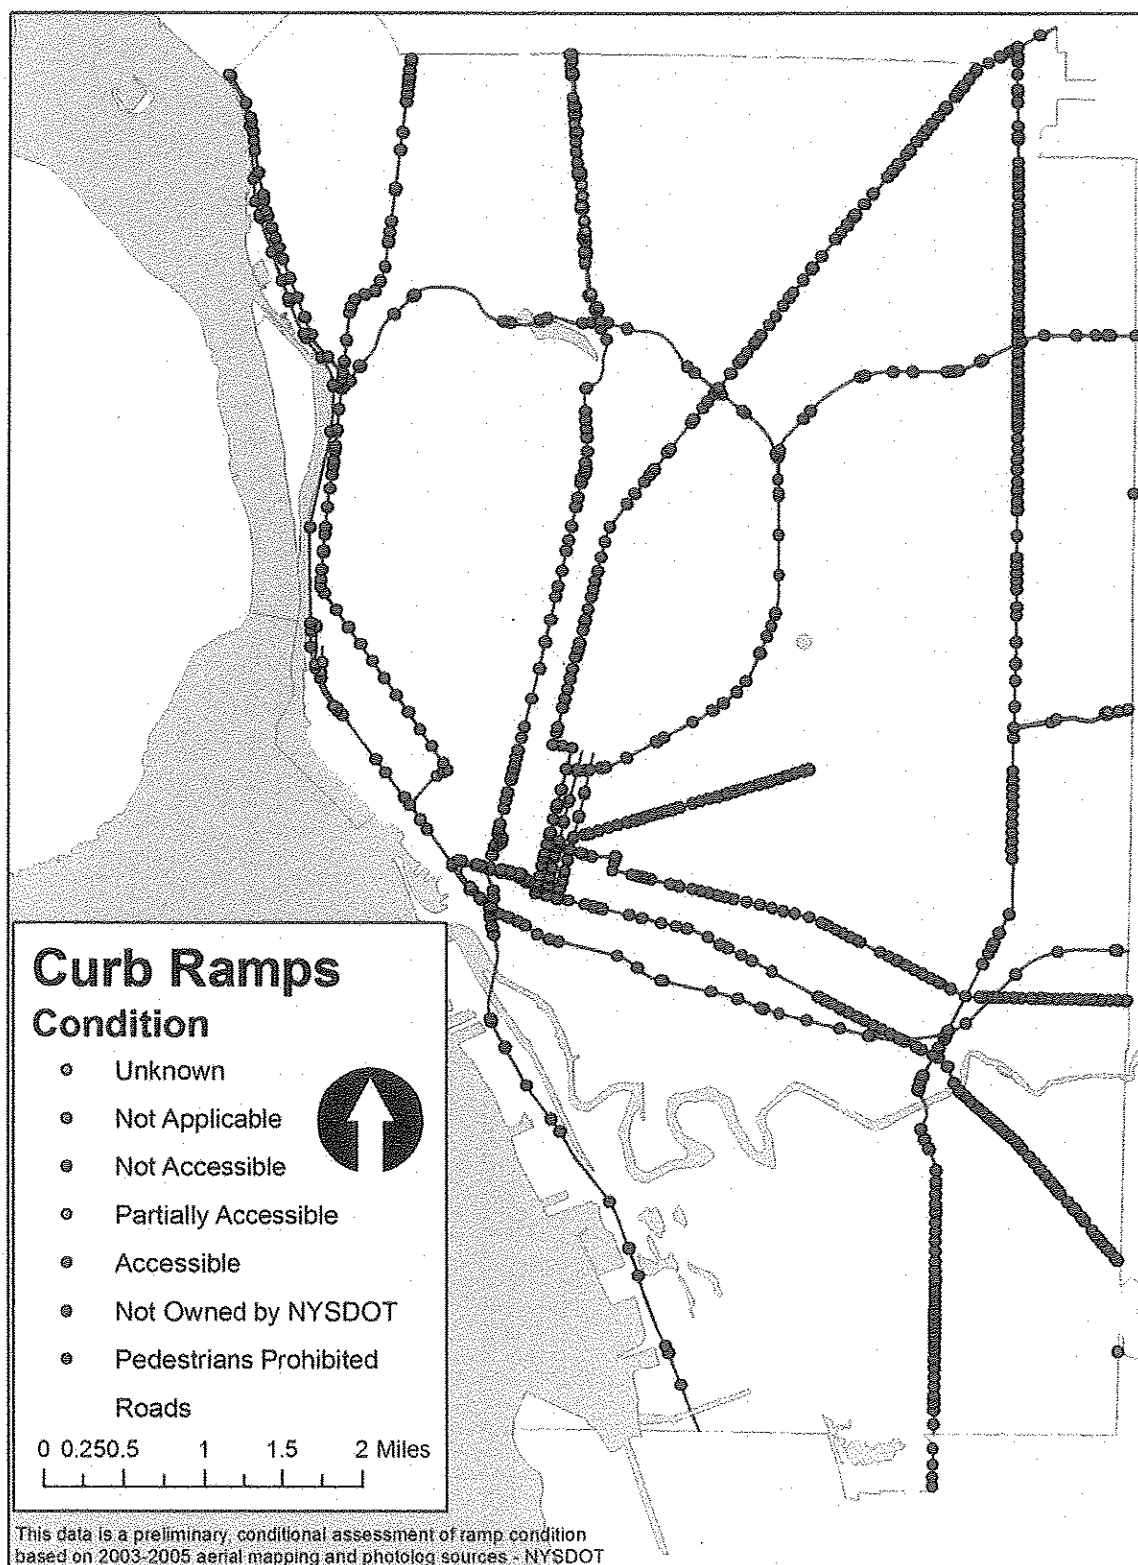 Curb Ramps
Condition
Unknown
Not Applicable
Not Accessible
Partially Accessible
Accessible
Not Owned by NYSDOT
Pedestrians Prohibited
Roads
0 0.250.5 1 1.5 2 Miles
This data is a preliminary, conditional assessment of ramp condition
based on 2003-2005 aerial mapping and photolog sources - NYSDOT